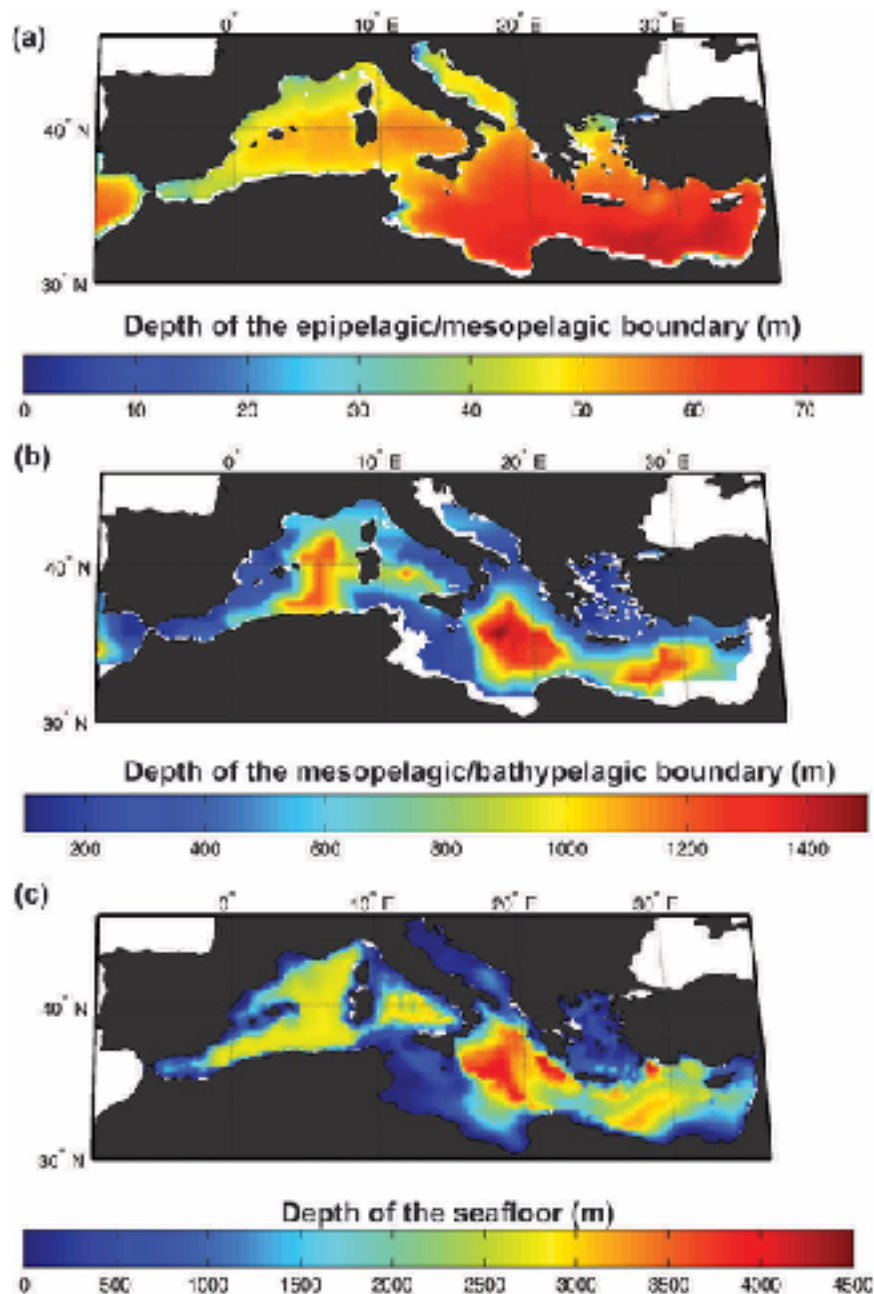 (a)
0° 10° E 20° E 30° E
40° N
30° N
Depth of the epipelagic/mesopelagic boundary (m)
0 10 20 30 40 50 60 70
(b)
0° 10° E 20° E 30° E
40° N
30° N
Depth of the mesopelagic/bathypelagic boundary (m)
200 400 600 800 1000 1200 1400
(c)
0° 10° E 20° E 30° E
40° N
30° N
Depth of the seafloor (m)
0 500 1000 1500 2000 2500 3000 3500 4000 4500